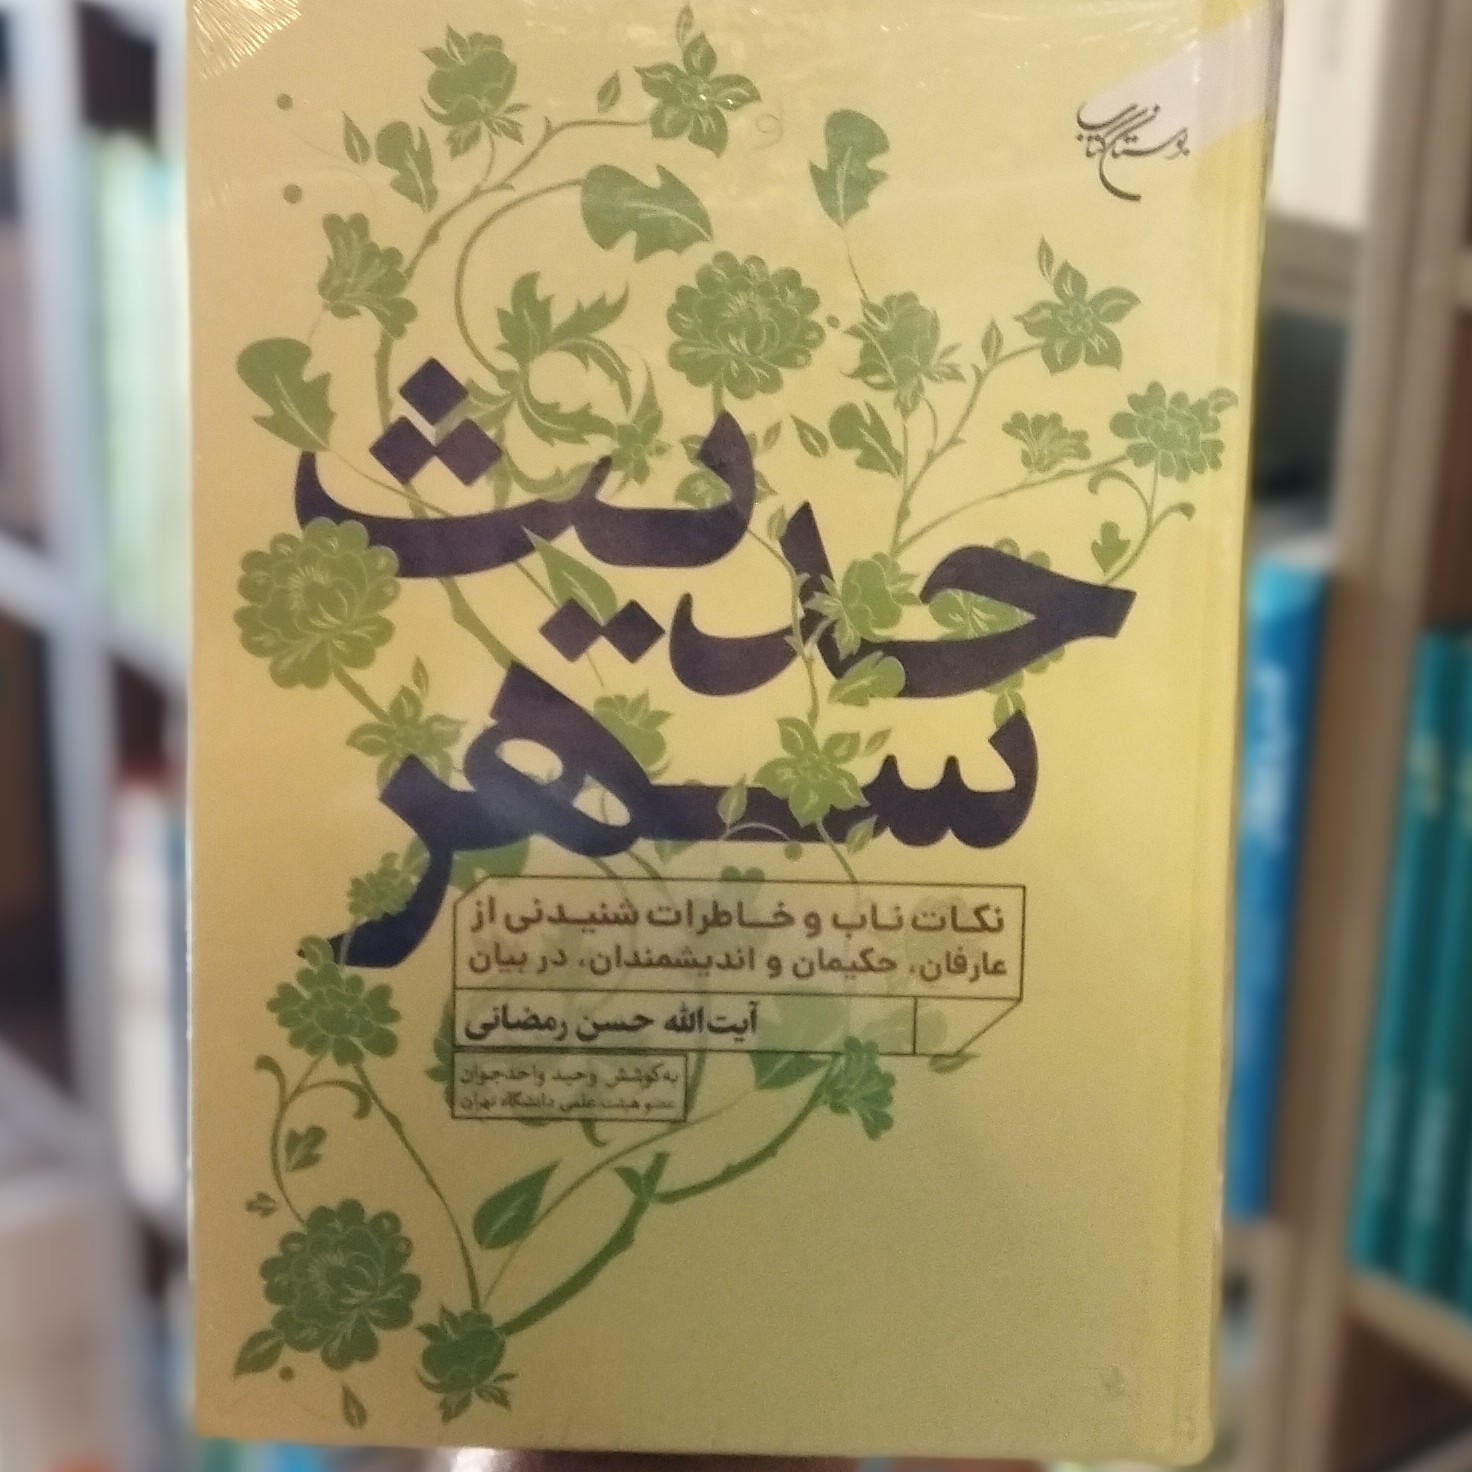 بوستان کتاب
حدیث
سهر
نکات ناب و خاطرات شنیدنی از
عارفان، حکیمان و اندیشمندان، در بیان
آیت‌الله حسن رمضانی
به‌کوشش وحید واحدجوان
عضو هیئت علمی دانشگاه تهران